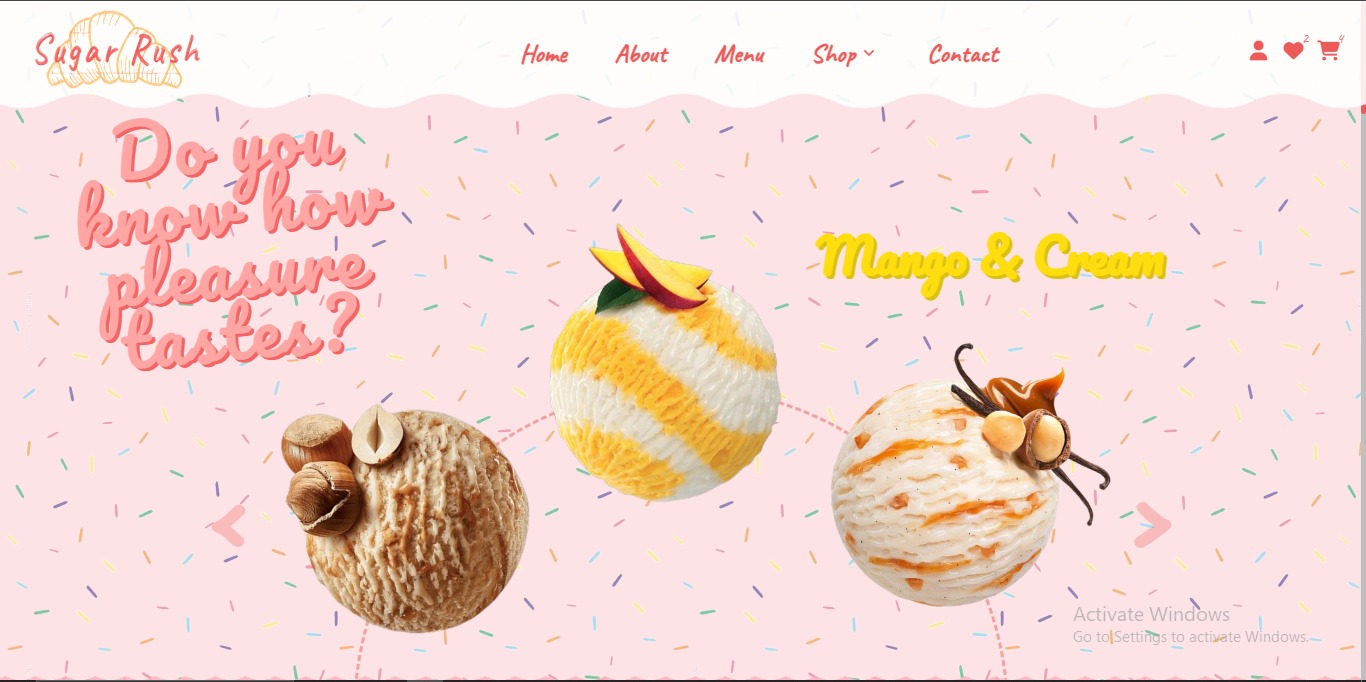 Sugar Rush
Home About Menu Shop Contact
2 4
Do you
know how
pleasure
tastes?
Mango & Cream
Activate Windows
Go to Settings to activate Windows.